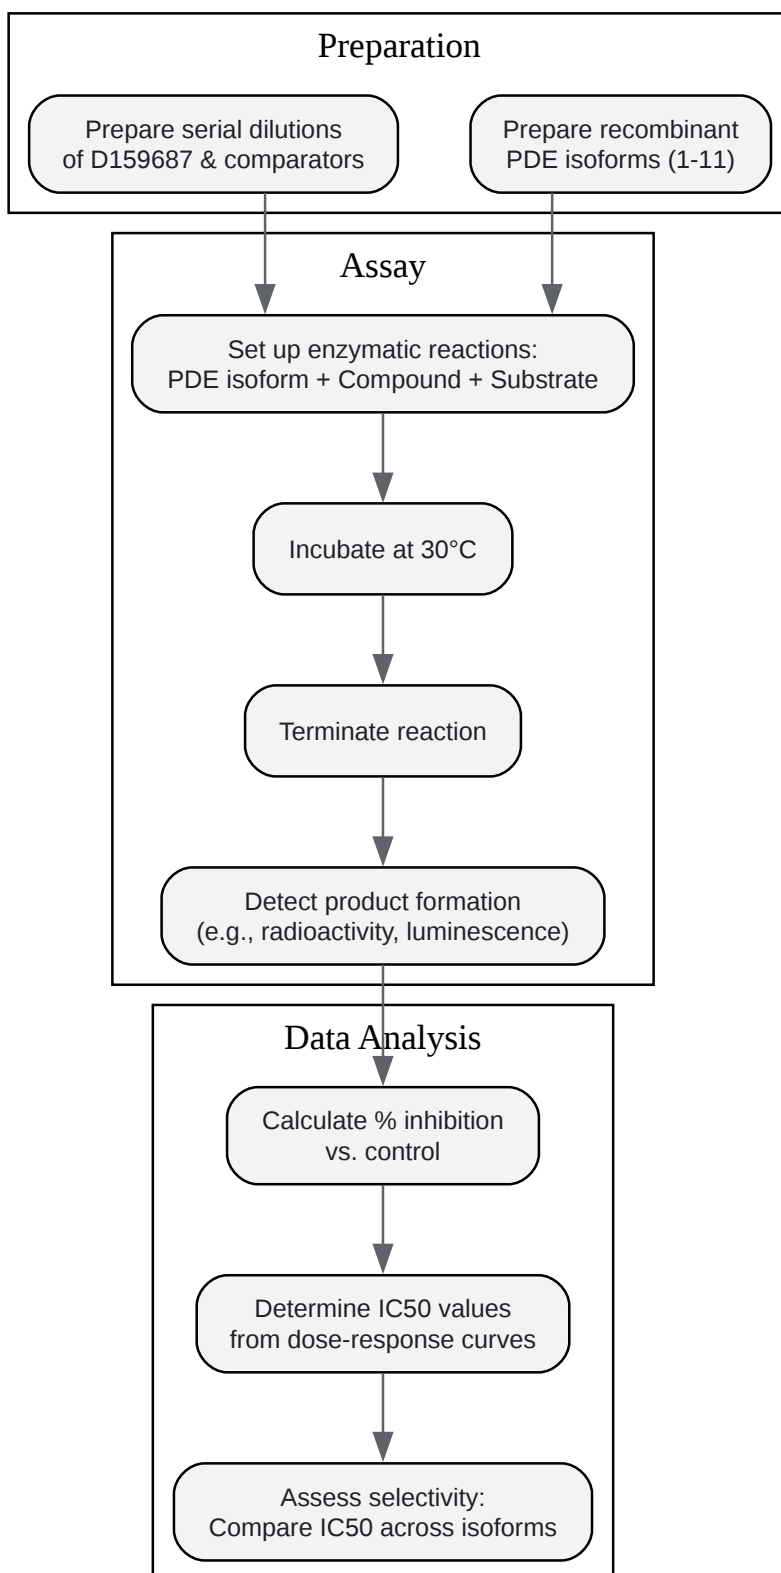 Preparation
Prepare serial dilutions
of D159687 & comparators
Prepare recombinant
PDE isoforms (1-11)
Assay
Set up enzymatic reactions:
PDE isoform + Compound + Substrate
Incubate at 30°C
Terminate reaction
Detect product formation
(e.g., radioactivity, luminescence)
Data Analysis
Calculate % inhibition
vs. control
Determine IC50 values
from dose-response curves
Assess selectivity:
Compare IC50 across isoforms